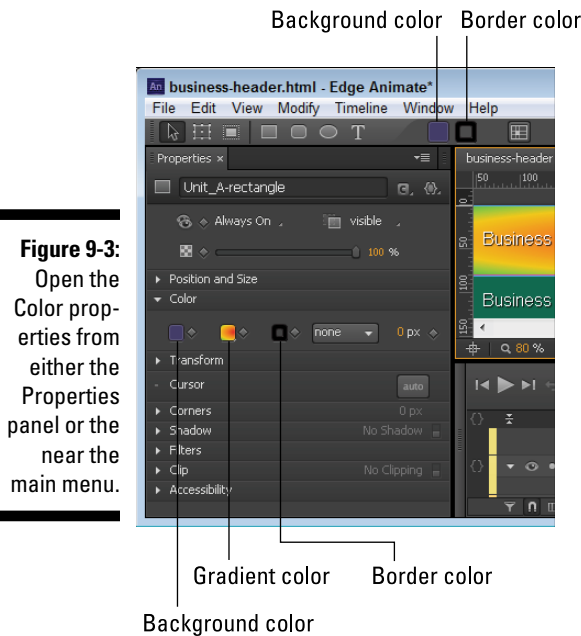 Background color Border color
An business-header.html - Edge Animate*
File Edit View Modify Timeline Window Help
T
Properties ×
business-header
Unit_A-rectangle
50 100
Always On
visible
0
100 %
Business
50
Position and Size
Color
100
Business
none 0 px
150
80 %
Transform
Cursor auto
Corners 0 px
Shadow No Shadow
Filters
Clip No Clipping
Accessibility
Figure 9-3:
Open the
Color prop-
erties from
either the
Properties
panel or the
near the
main menu.
Gradient color Border color
Background color